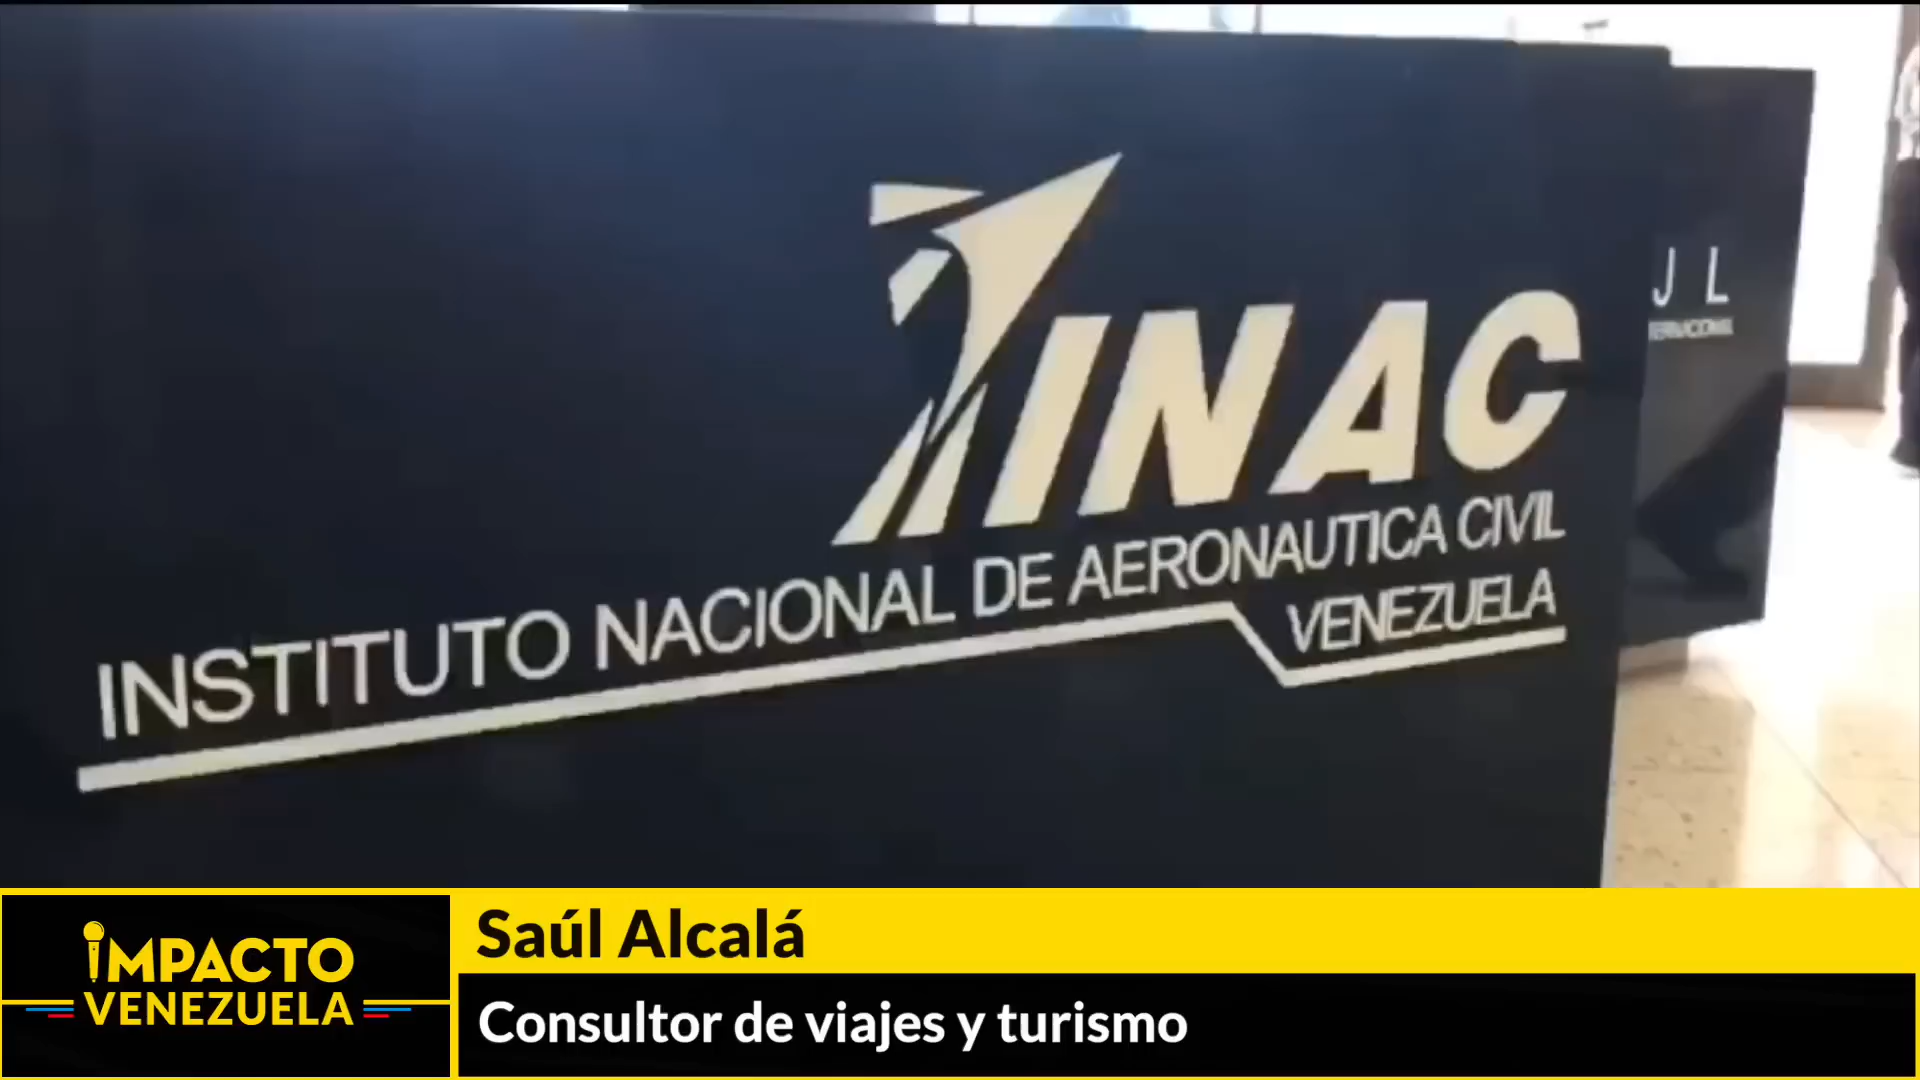 INAC
INSTITUTO NACIONAL DE AERONAUTICA CIVIL
VENEZUELA
J L
Saúl Alcalá
IMPACTO
VENEZUELA
Consultor de viajes y turismo